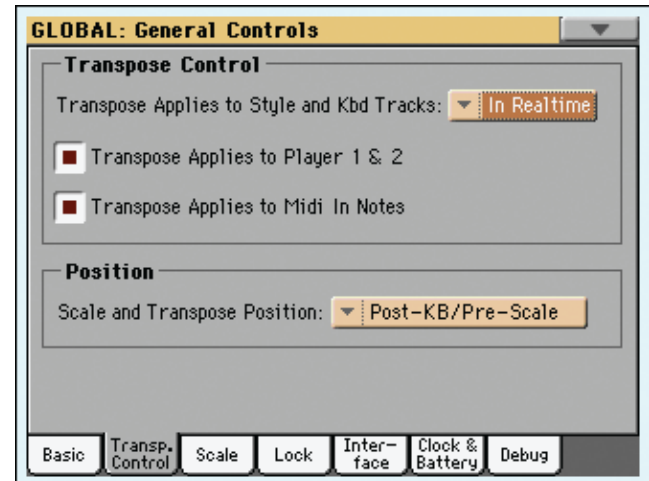 GLOBAL: General Controls
Transpose Control
Transpose Applies to Style and Kbd Tracks: In Realtime
Transpose Applies to Player 1 & 2
Transpose Applies to Midi In Notes
Position
Scale and Transpose Position: Post-KB/Pre-Scale
Basic Transp. Control Scale Lock Inter-face Clock & Battery Debug